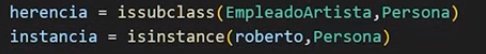 herencia = issubclass(EmpleadoArtista,Persona)
instancia = isinstance(roberto,Persona)